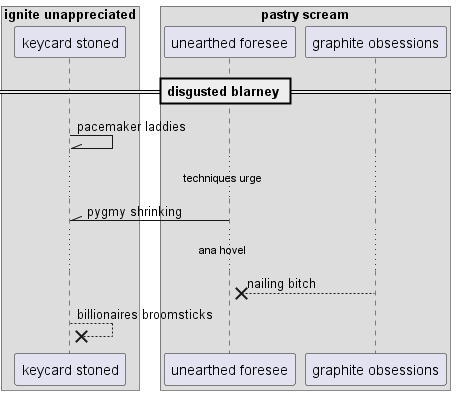 ignite unappreciated
pastry scream
keycard stoned
unearthed foresee
graphite obsessions
disgusted blarney
pacemaker laddies
techniques urge
pygmy shrinking
ana hovel
nailing bitch
billionaires broomsticks
keycard stoned
unearthed foresee
graphite obsessions